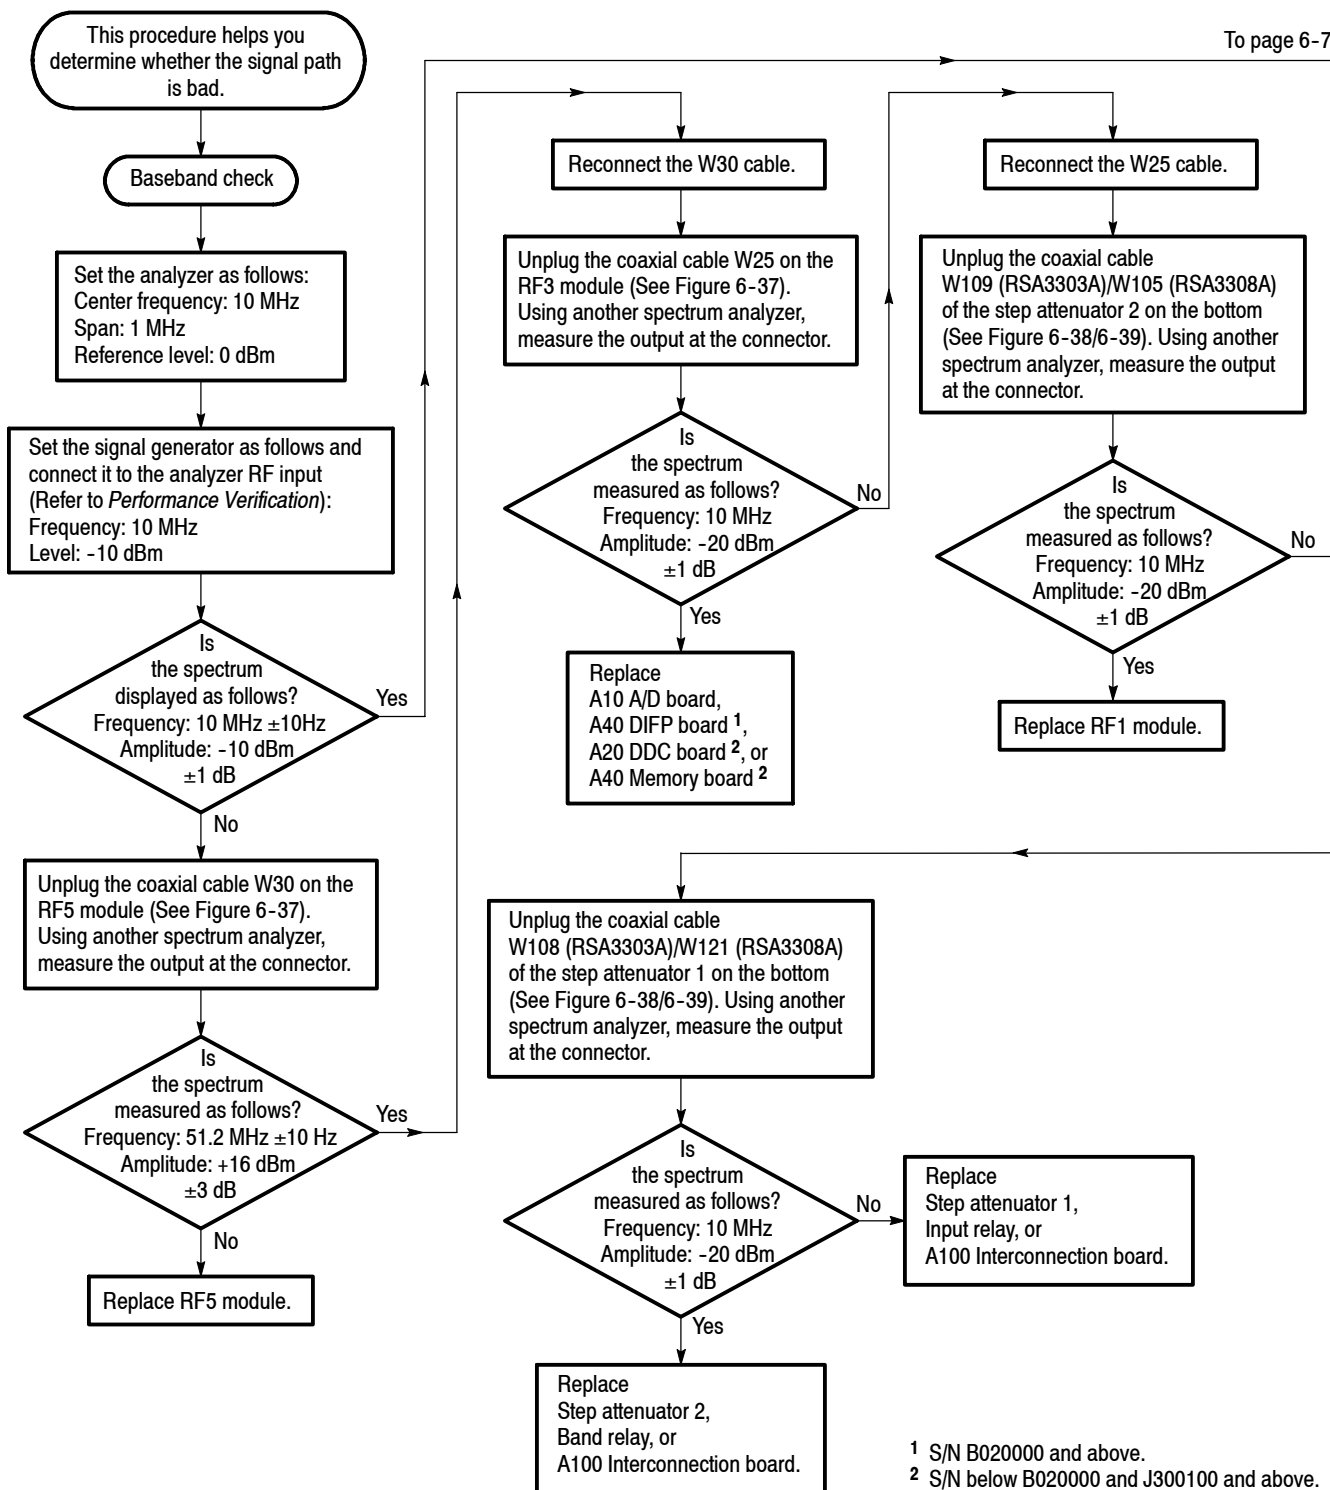 This procedure helps you
determine whether the signal path
is bad.
Baseband check
Set the analyzer as follows:
Center frequency: 10 MHz
Span: 1 MHz
Reference level: 0 dBm
Set the signal generator as follows and
connect it to the analyzer RF input
(Refer to Performance Verification):
Frequency: 10 MHz
Level: -10 dBm
Is
the spectrum
displayed as follows?
Frequency: 10 MHz ±10Hz
Amplitude: -10 dBm
±1 dB
Yes
No
Unplug the coaxial cable W30 on the
RF5 module (See Figure 6-37).
Using another spectrum analyzer,
measure the output at the connector.
Is
the spectrum
measured as follows?
Frequency: 51.2 MHz ±10 Hz
Amplitude: +16 dBm
±3 dB
Yes
No
Replace RF5 module.
To page 6-7
Reconnect the W30 cable.
Unplug the coaxial cable W25 on the
RF3 module (See Figure 6-37).
Using another spectrum analyzer,
measure the output at the connector.
Is
the spectrum
measured as follows?
Frequency: 10 MHz
Amplitude: -20 dBm
±1 dB
No
Yes
Replace
A10 A/D board,
A40 DIFP board 1,
A20 DDC board 2, or
A40 Memory board 2
Reconnect the W25 cable.
Unplug the coaxial cable
W109 (RSA3303A)/W105 (RSA3308A)
of the step attenuator 2 on the bottom
(See Figure 6-38/6-39). Using another
spectrum analyzer, measure the output
at the connector.
Is
the spectrum
measured as follows?
Frequency: 10 MHz
Amplitude: -20 dBm
±1 dB
No
Yes
Replace RF1 module.
Unplug the coaxial cable
W108 (RSA3303A)/W121 (RSA3308A)
of the step attenuator 1 on the bottom
(See Figure 6-38/6-39). Using another
spectrum analyzer, measure the output
at the connector.
Is
the spectrum
measured as follows?
Frequency: 10 MHz
Amplitude: -20 dBm
±1 dB
No
Yes
Replace
Step attenuator 1,
Input relay, or
A100 Interconnection board.
Replace
Step attenuator 2,
Band relay, or
A100 Interconnection board.
1 S/N B020000 and above.
2 S/N below B020000 and J300100 and above.